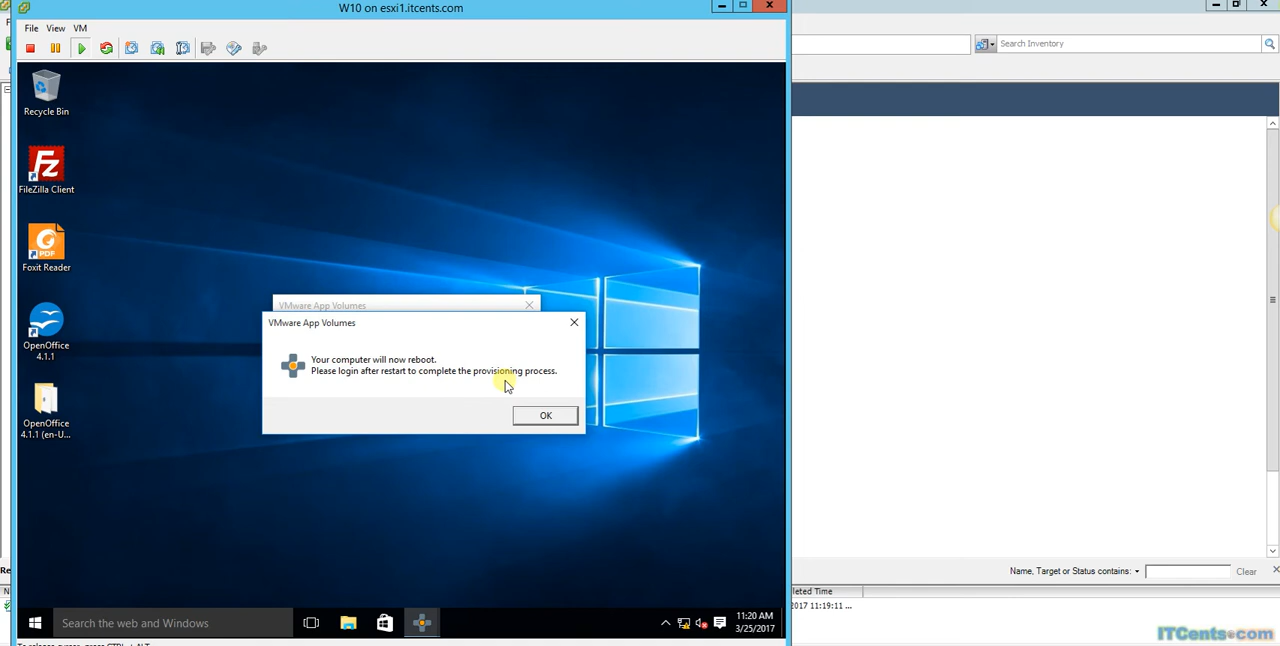 W10 on esxi1.itcents.com
File View VM
Search Inventory
Recycle Bin
FileZilla Client
Foxit Reader
OpenOffice
4.1.1
OpenOffice
4.1.1 (en-U...
VMware App Volumes
VMware App Volumes
Your computer will now reboot.
Please login after restart to complete the provisioning process.
OK
Name, Target or Status contains:
Clear
Search the web and Windows
11:20 AM
3/25/2017
2017 11:19:11 ...
ITCents.com